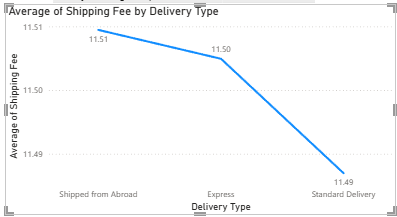 Average of Shipping Fee by Delivery Type
11.51
11.51
11.50
11.50
11.49
11.49
Average of Shipping Fee
Shipped from Abroad
Express
Standard Delivery
Delivery Type